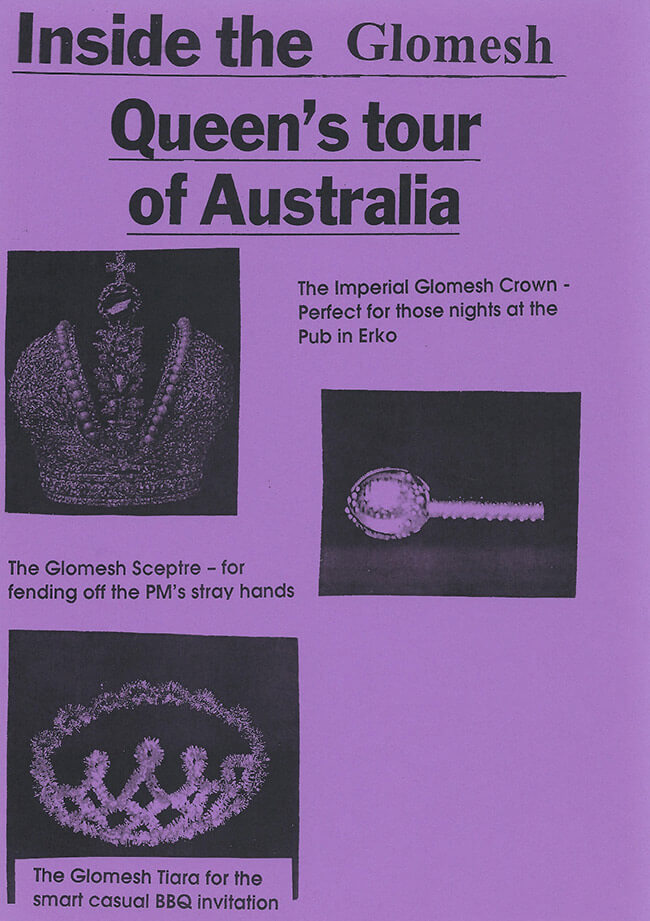 Inside the Glomesh
Queen's tour
of Australia
The Imperial Glomesh Crown -
Perfect for those nights at the
Pub in Erko
The Glomesh Sceptre – for
fending off the PM's stray hands
The Glomesh Tiara for the
smart casual BBQ invitation